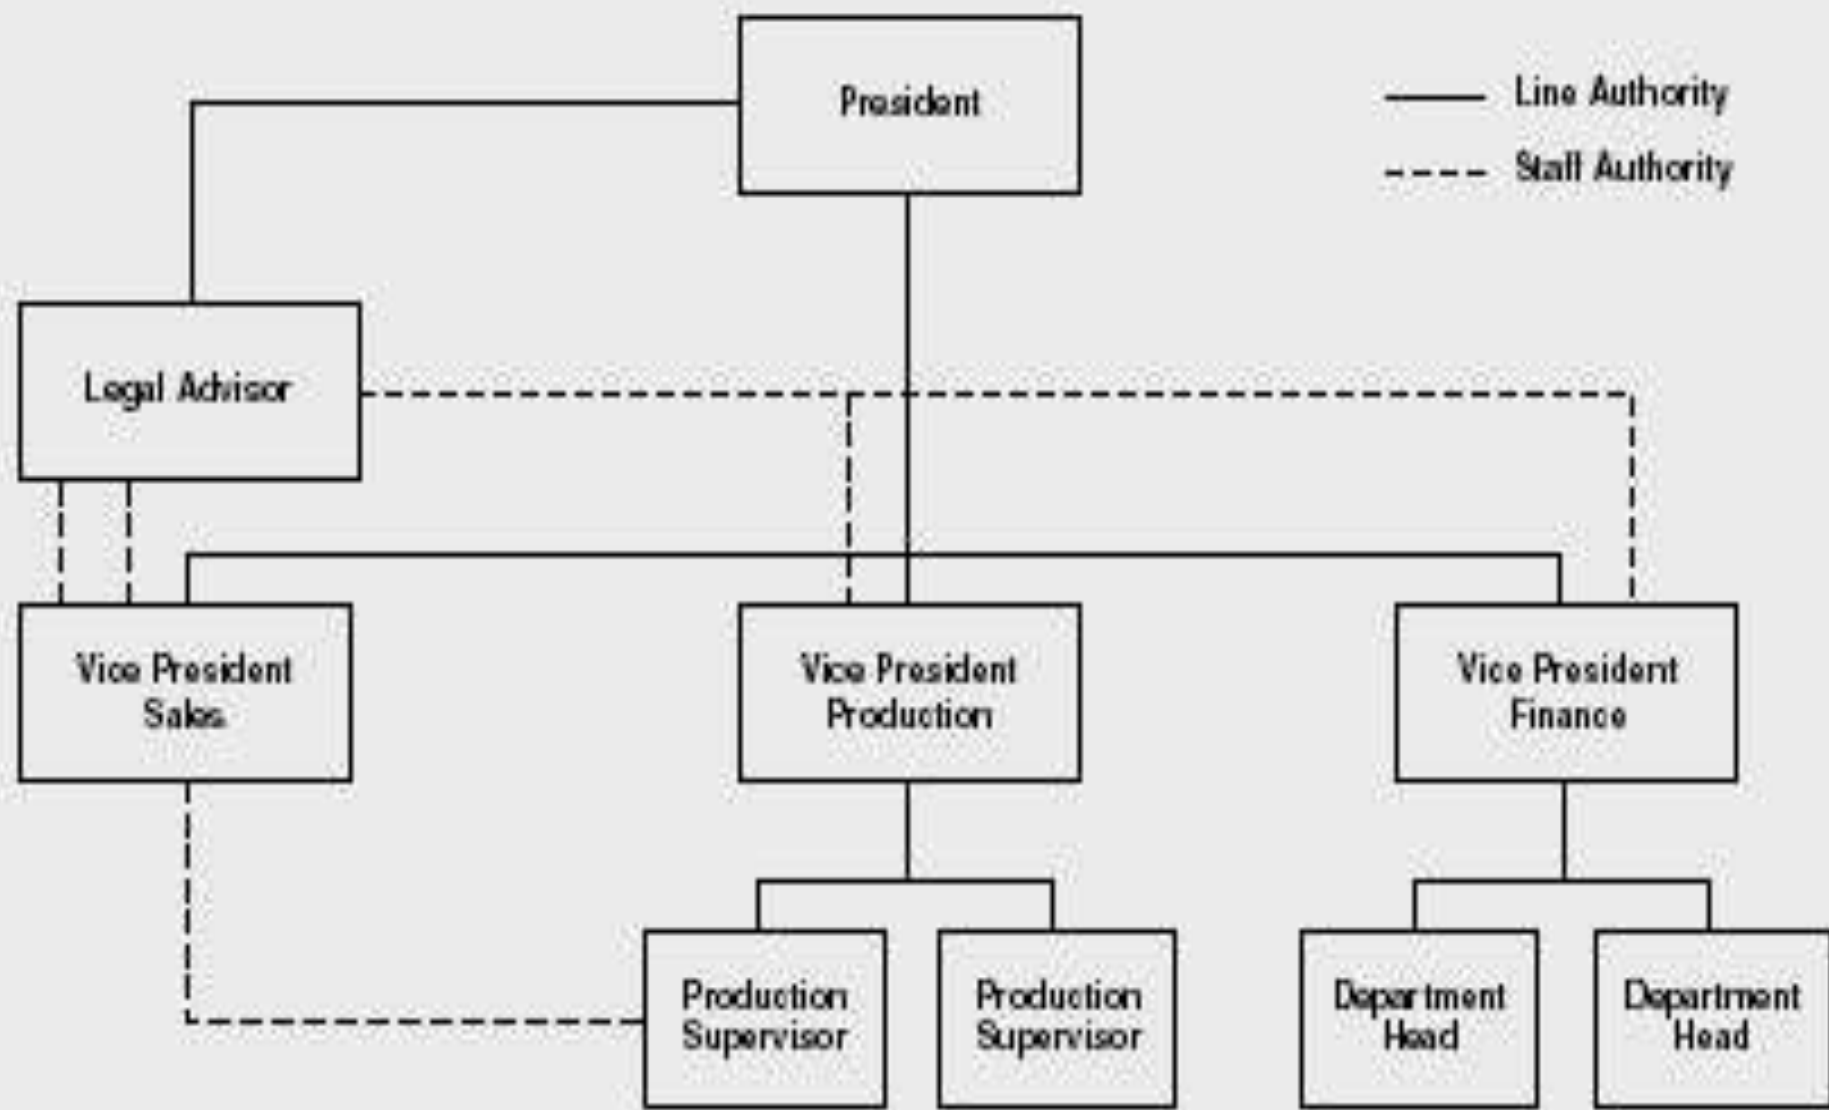 President
Line Authority
Staff Authority
Legal Advisor
Vice President
Sales
Vice President
Production
Vice President
Finance
Production
Supervisor
Production
Supervisor
Department
Head
Department
Head